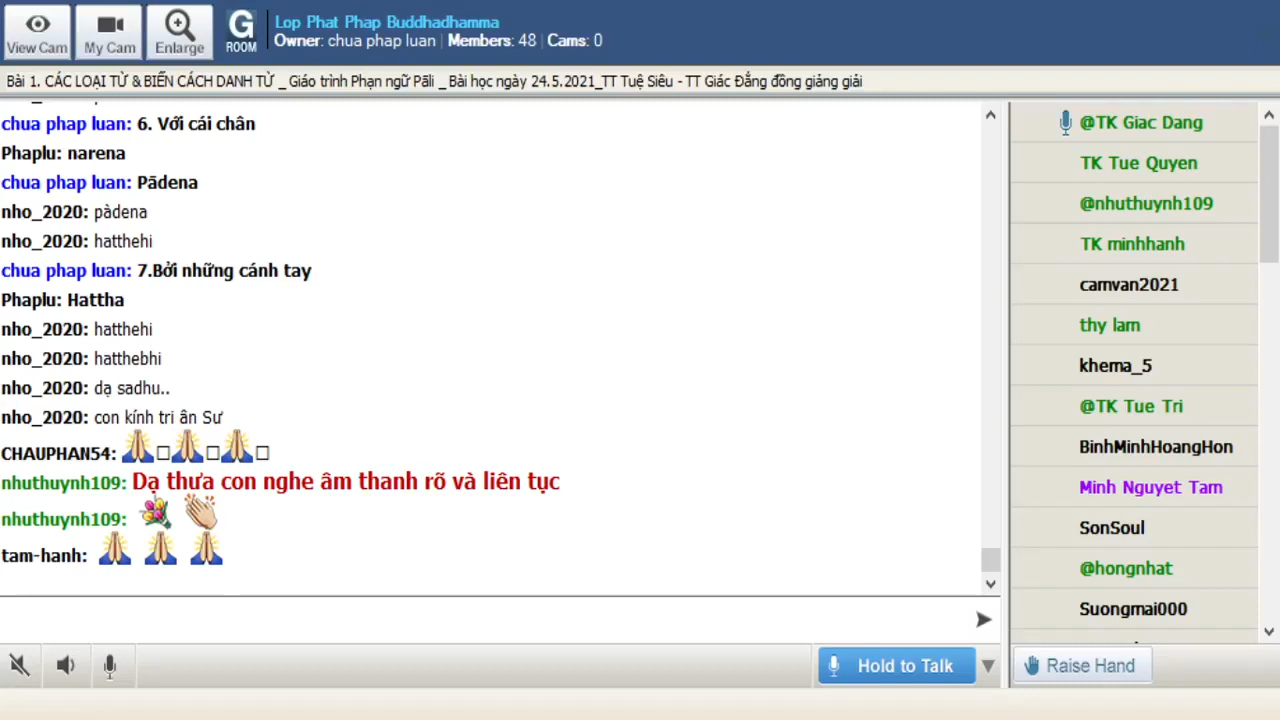 View Cam
My Cam
Enlarge
G
ROOM
Lop Phat Phap Buddhadhamma
Owner: chua phap luan | Members: 48 | Cams: 0
Bài 1. CÁC LOẠI TỪ & BIẾN CÁCH DANH TỪ _ Giáo trình Phạn ngữ Pāli _ Bài học ngày 24.5.2021_TT Tuệ Siêu - TT Giác Đẳng đồng giảng giải
chua phap luan: 6. Với cái chân
Phaplu: narena
chua phap luan: Pādena
nho_2020: pàdena
nho_2020: hatthehi
chua phap luan: 7.Bởi những cánh tay
Phaplu: Hattha
nho_2020: hatthehi
nho_2020: hatthebhi
nho_2020: dạ sadhu..
nho_2020: con kính tri ân Sư
CHAUPHAN54:
nhuthuynh109: Dạ thưa con nghe âm thanh rõ và liên tục
nhuthuynh109:
tam-hanh:
@TK Giac Dang
TK Tue Quyen
@nhuthuynh109
TK minhhanh
camvan2021
thy lam
khema_5
@TK Tue Tri
BinhMinhHoangHon
Minh Nguyet Tam
SonSoul
@hongnhat
Suongmai000
Hold to Talk
Raise Hand